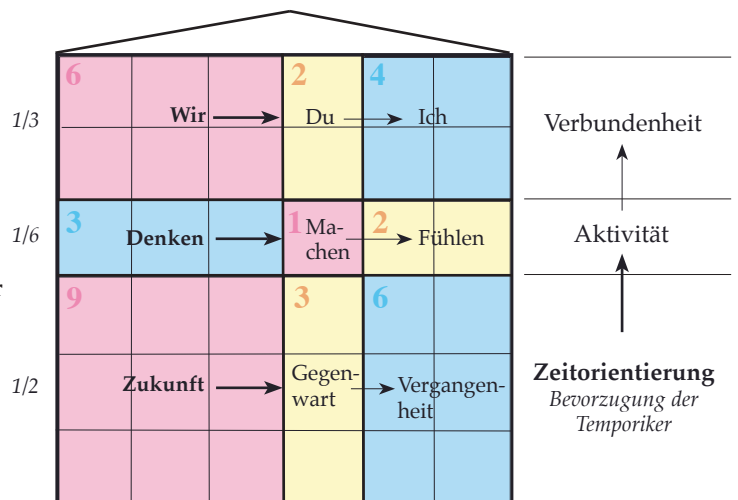 6 2 4
1/3 Wir Du Ich Verbundenheit
3 1 2
1/6 Denken Ma-
chen Fühlen Aktivität
9 3 6
1/2 Zukunft Gegen-
wart Vergangen-
heit
Zeitorientierung
Bevorzugung der
Temporiker